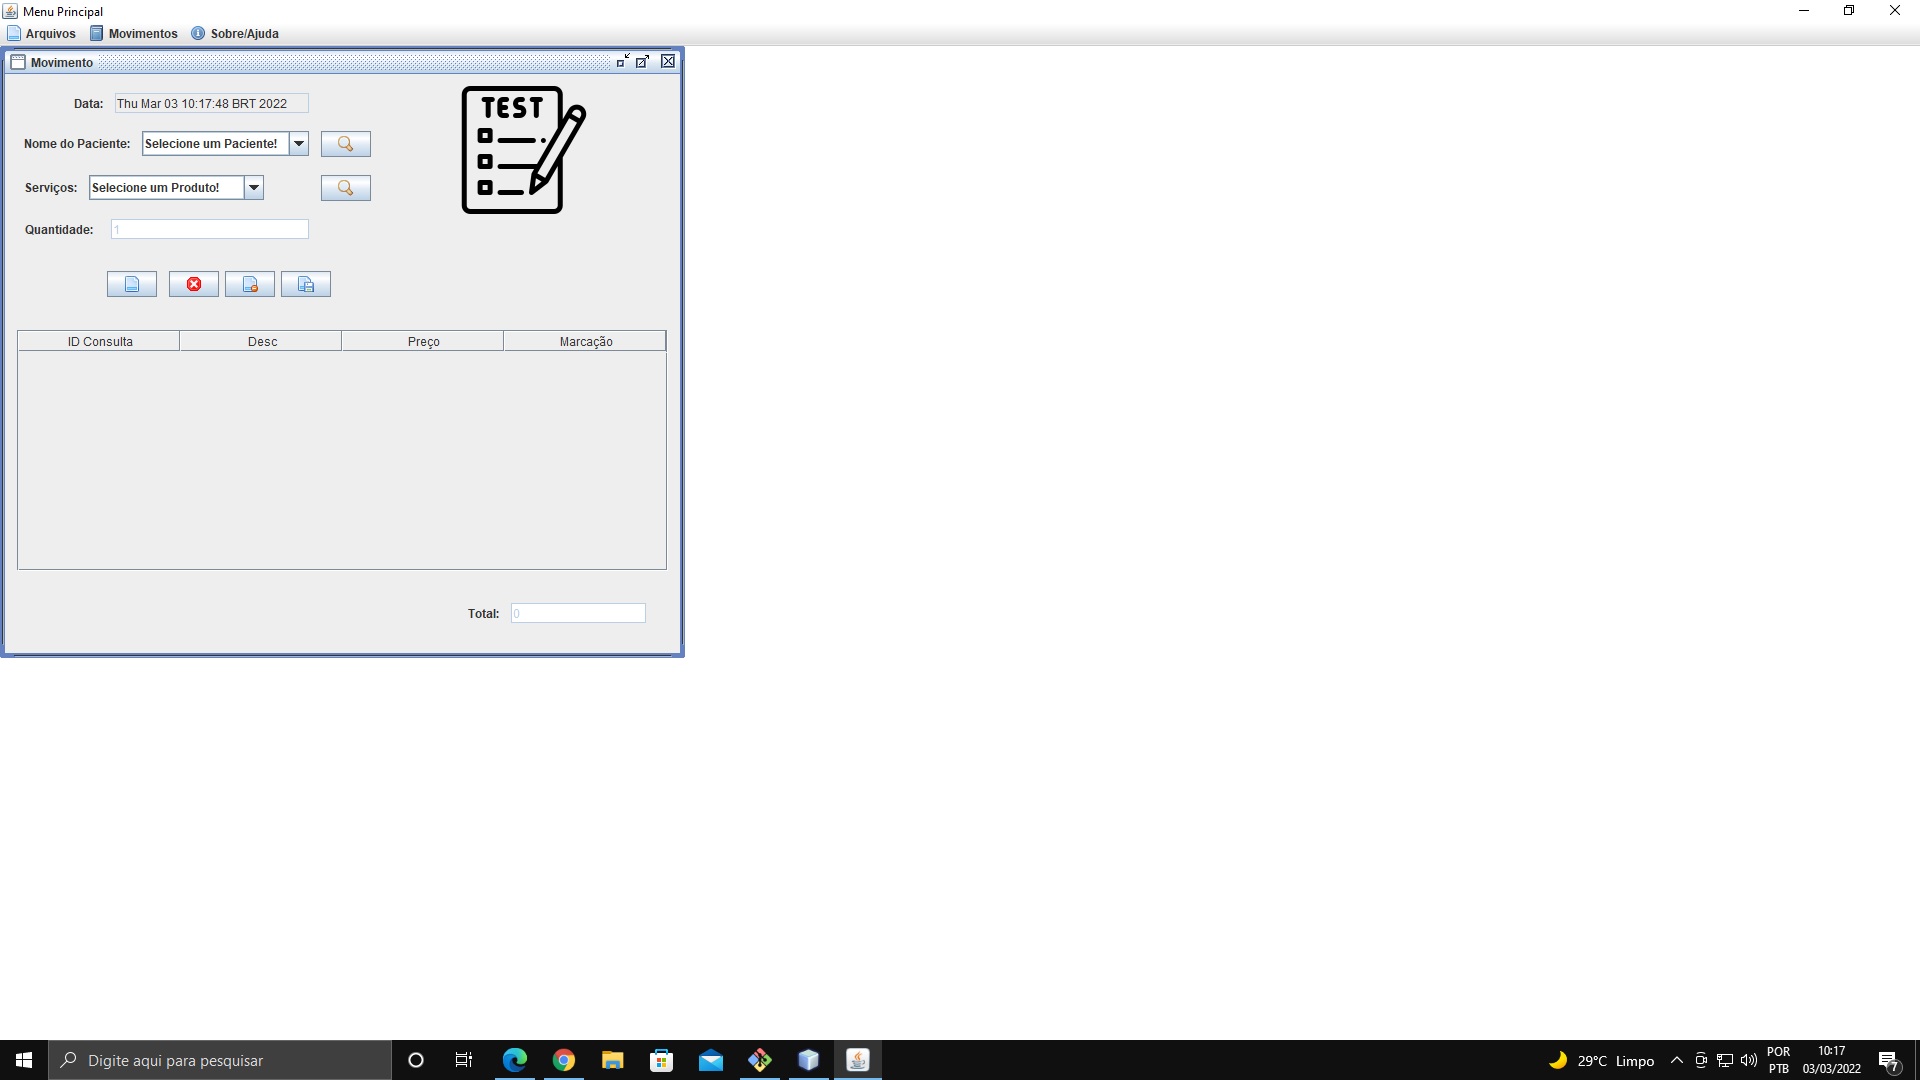 Menu Principal
Arquivos Movimentos Sobre/Ajuda
Movimento
Data: Thu Mar 03 10:17:48 BRT 2022
TEST
Nome do Paciente: Selecione um Paciente!
Serviços: Selecione um Produto!
Quantidade: 1
ID Consulta Desc Preço Marcação
Total: 0
Digite aqui para pesquisar
29°C Limpo
POR
PTB
10:17
03/03/2022
7